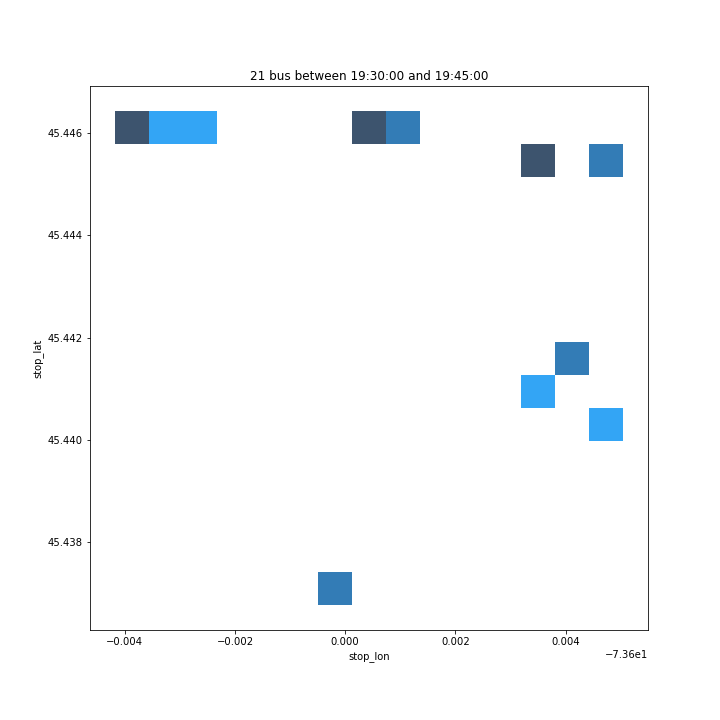 21 bus between 19:30:00 and 19:45:00
45.446
45.444
45.442
45.440
45.438
stop_lat
−0.004 −0.002 0.000 0.002 0.004
−7.36e1
stop_lon